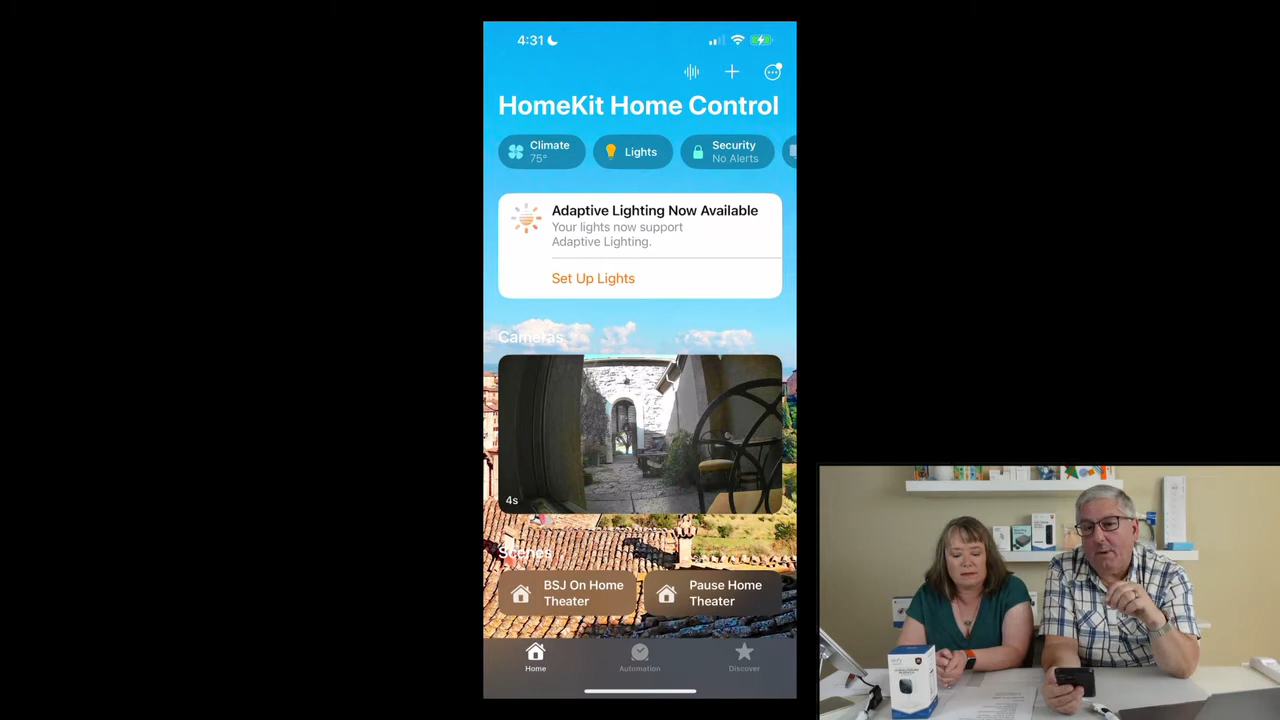 4:31
HomeKit Home Control
Climate
75°
Lights
Security
No Alerts
Adaptive Lighting Now Available
Your lights now support
Adaptive Lighting.
Set Up Lights
Cameras
4s
Scenes
BSJ On Home
Theater
Pause Home
Theater
Home
Automation
Discover
eufy